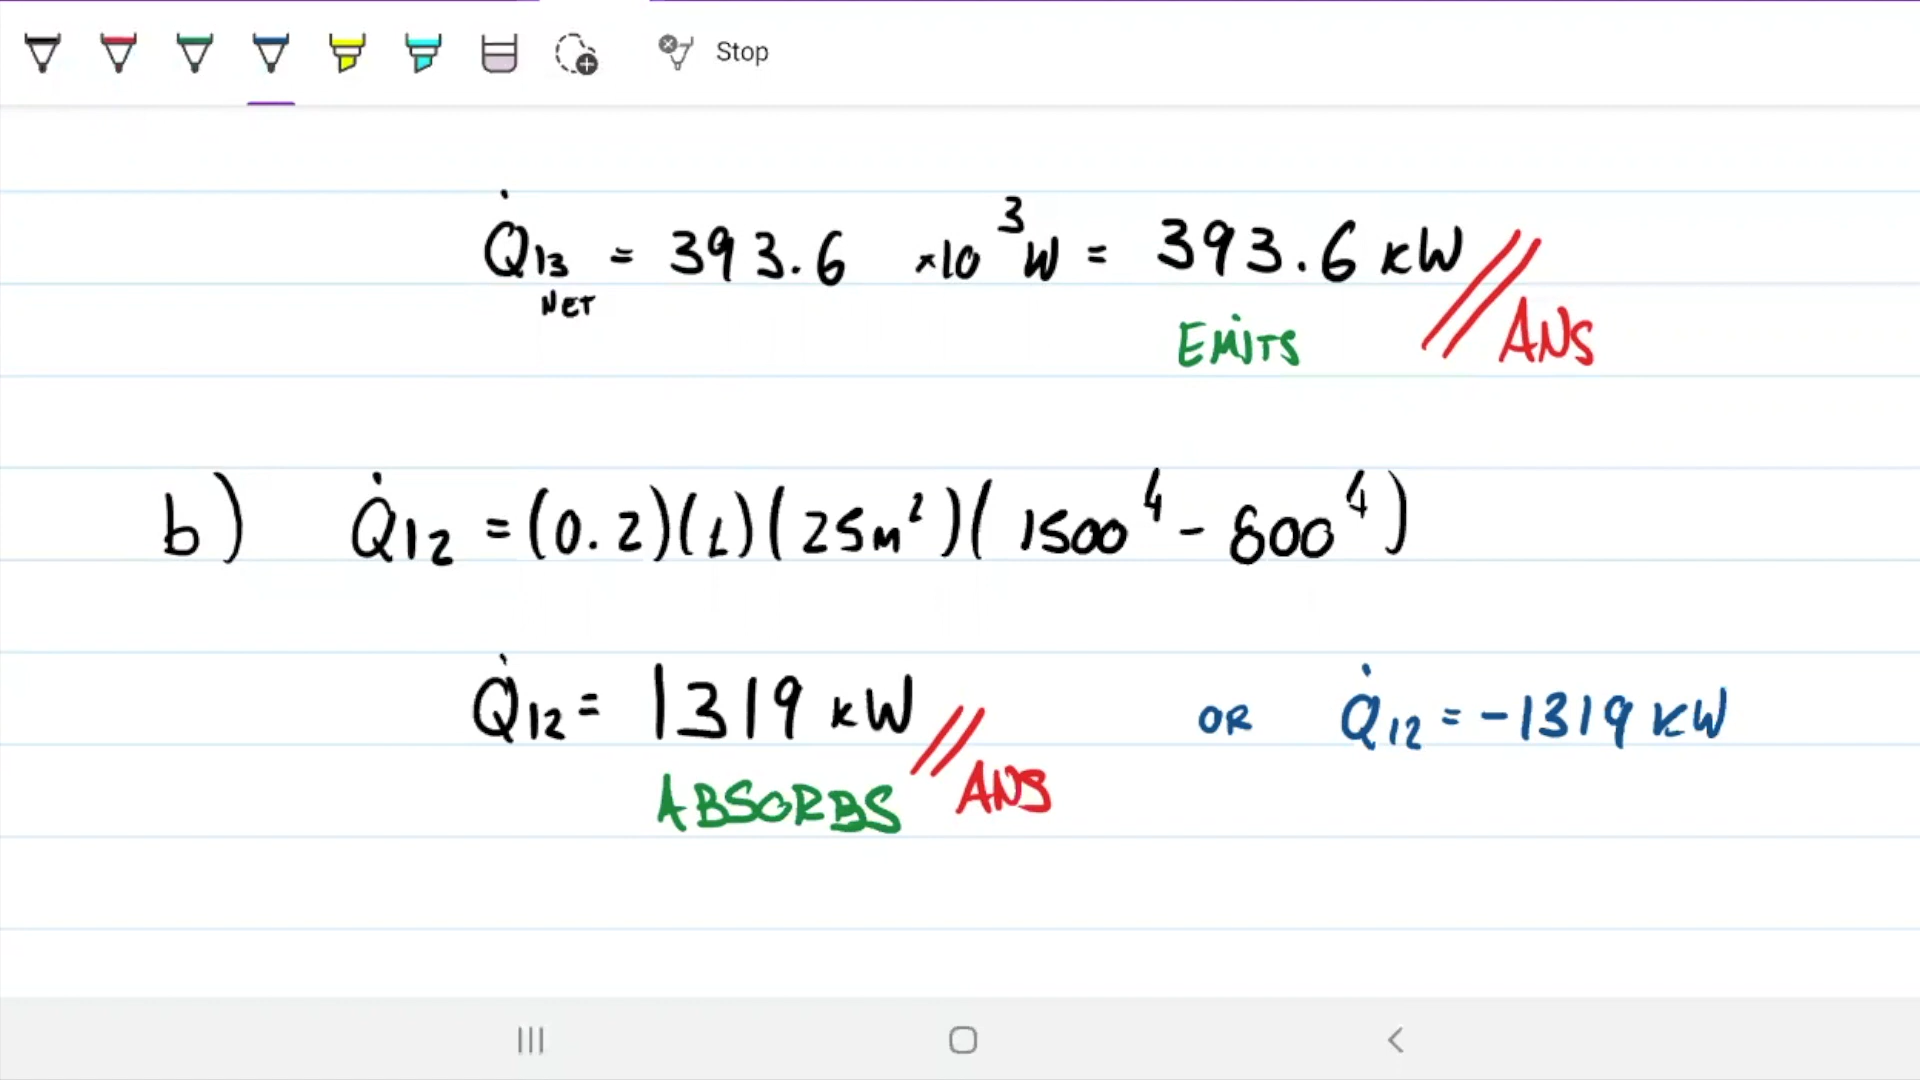 Stop
Q̇13 NET = 393.6 ×10³W = 393.6 kW // ANS
EMITS
b) Q̇12 = (0.2)(1)(25m²)(1500⁴ - 800⁴)
Q̇12 = 1319 kW // ANS OR Q̇12 = -1319 kW
ABSORBS